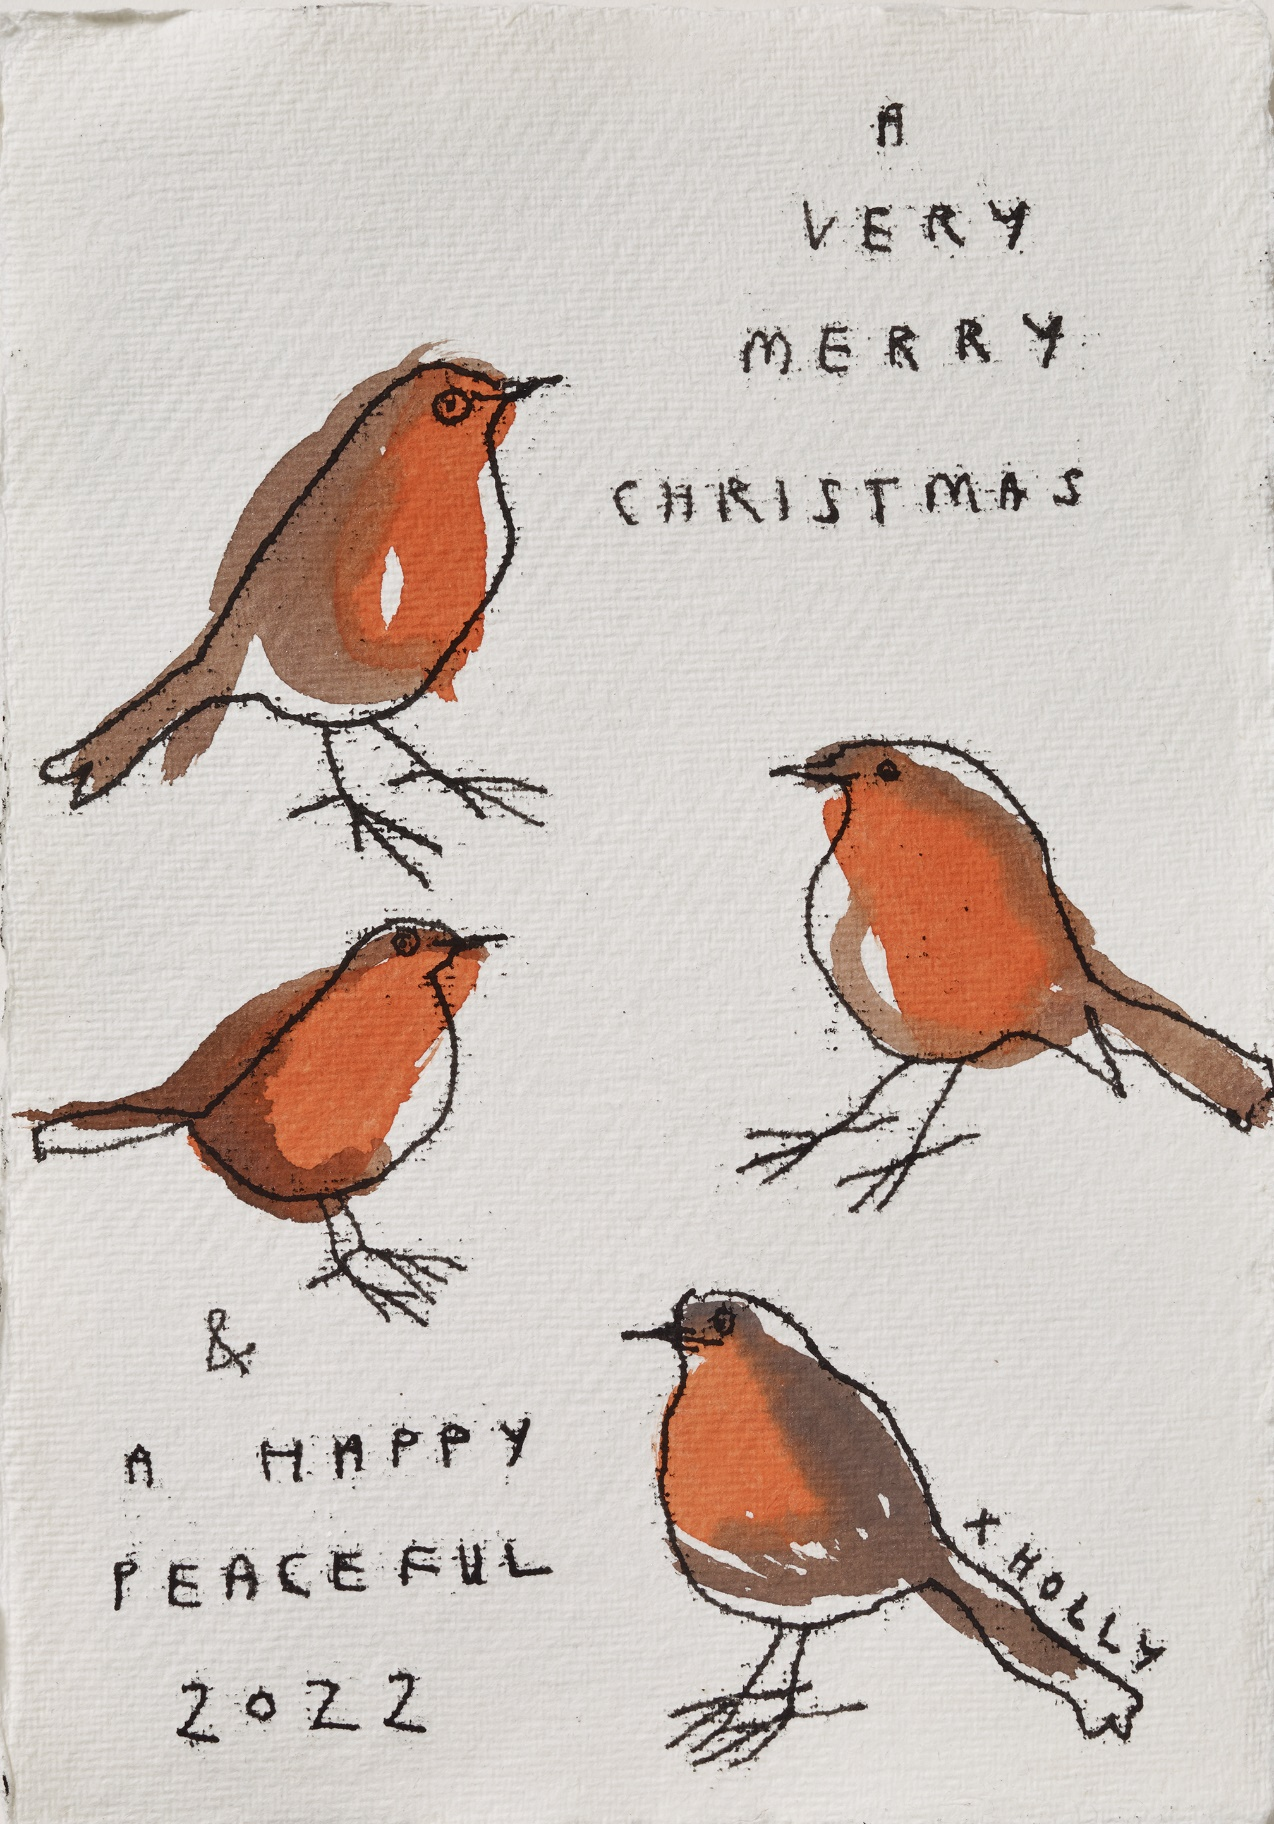 A
VERY
MERRY
CHRISTMAS
&
A HAPPY
PEACEFUL
2022
+ HOLLY